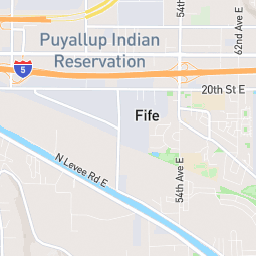 54th
62nd Ave E
Puyallup Indian
Reservation
5
20th St E
Fife
N Levee Rd E
54th Ave E